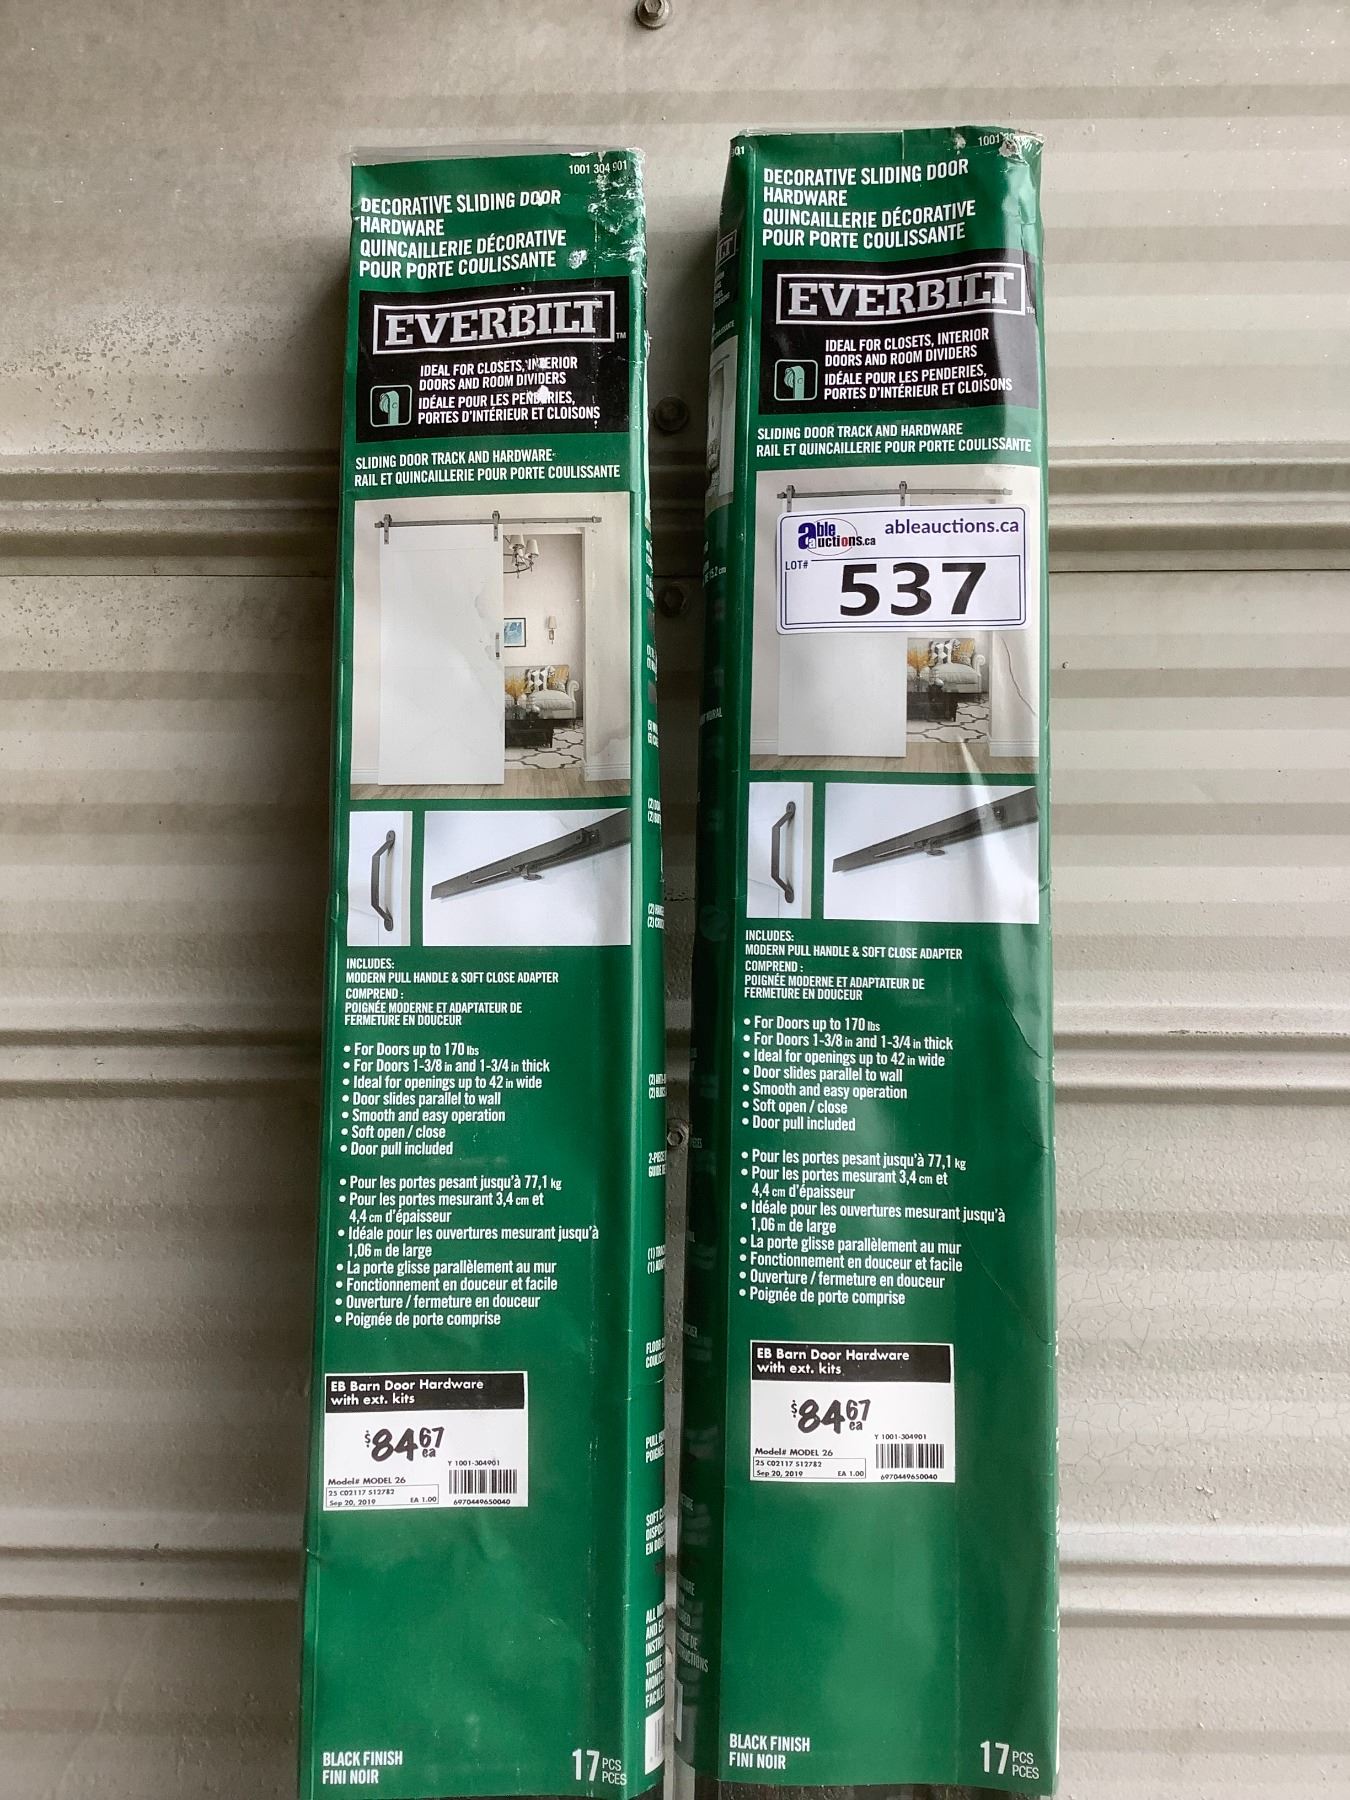 1001 304 901
DECORATIVE SLIDING DOOR
HARDWARE
QUINCAILLERIE DÉCORATIVE
POUR PORTE COULISSANTE
EVERBILT™
IDEAL FOR CLOSETS, INTERIOR
DOORS AND ROOM DIVIDERS
IDÉALE POUR LES PENDERIES,
PORTES D'INTÉRIEUR ET CLOISONS
SLIDING DOOR TRACK AND HARDWARE
RAIL ET QUINCAILLERIE POUR PORTE COULISSANTE
INCLUDES:
MODERN PULL HANDLE & SOFT CLOSE ADAPTER
COMPREND :
POIGNÉE MODERNE ET ADAPTATEUR DE
FERMETURE EN DOUCEUR
• For Doors up to 170 lbs
• For Doors 1-3/8 in and 1-3/4 in thick
• Ideal for openings up to 42 in wide
• Door slides parallel to wall
• Smooth and easy operation
• Soft open / close
• Door pull included
• Pour les portes pesant jusqu'à 77,1 kg
• Pour les portes mesurant 3,4 cm et
4,4 cm d'épaisseur
• Idéale pour les ouvertures mesurant jusqu'à
1,06 m de large
• La porte glisse parallèlement au mur
• Fonctionnement en douceur et facile
• Ouverture / fermeture en douceur
• Poignée de porte comprise
EB Barn Door Hardware
with ext. kits
$84 67 ea
Y 1001-304901
Model# MODEL 26
25 C02117 S12782
Sep 20, 2019 EA 1.00
6970449650040
BLACK FINISH
FINI NOIR
17 PCS
PCES
901
1001
DECORATIVE SLIDING DOOR
HARDWARE
QUINCAILLERIE DÉCORATIVE
POUR PORTE COULISSANTE
EVERBILT™
IDEAL FOR CLOSETS, INTERIOR
DOORS AND ROOM DIVIDERS
IDÉALE POUR LES PENDERIES,
PORTES D'INTÉRIEUR ET CLOISONS
SLIDING DOOR TRACK AND HARDWARE
RAIL ET QUINCAILLERIE POUR PORTE COULISSANTE
able auctions.ca ableauctions.ca
LOT# 537
INCLUDES:
MODERN PULL HANDLE & SOFT CLOSE ADAPTER
COMPREND :
POIGNÉE MODERNE ET ADAPTATEUR DE
FERMETURE EN DOUCEUR
• For Doors up to 170 lbs
• For Doors 1-3/8 in and 1-3/4 in thick
• Ideal for openings up to 42 in wide
• Door slides parallel to wall
• Smooth and easy operation
• Soft open / close
• Door pull included
• Pour les portes pesant jusqu'à 77,1 kg
• Pour les portes mesurant 3,4 cm et
4,4 cm d'épaisseur
• Idéale pour les ouvertures mesurant jusqu'à
1,06 m de large
• La porte glisse parallèlement au mur
• Fonctionnement en douceur et facile
• Ouverture / fermeture en douceur
• Poignée de porte comprise
EB Barn Door Hardware
with ext. kits
$84 67 ea
Y 1001-304901
Model# MODEL 26
25 C02117 S12782
Sep 20, 2019 EA 1.00
6970449650040
BLACK FINISH
FINI NOIR
17 PCS
PCES